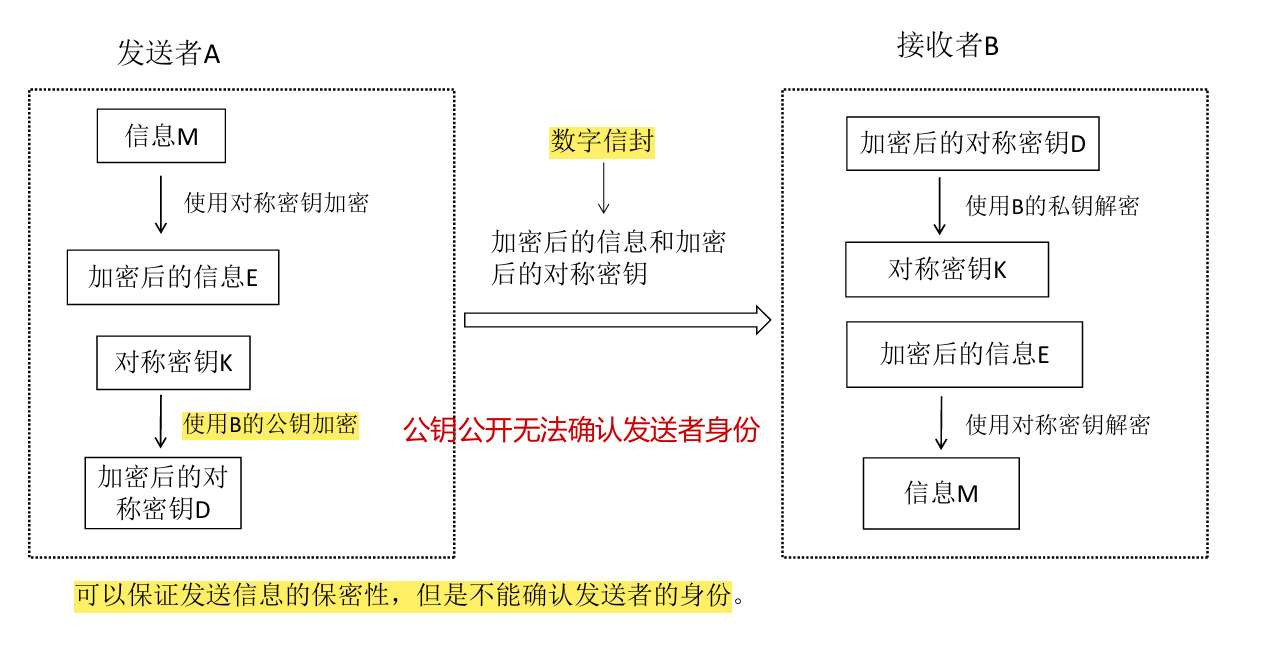 发送者A
信息M
使用对称密钥加密
加密后的信息E
对称密钥K
使用B的公钥加密
加密后的对
称密钥D
数字信封
加密后的信息和加密
后的对称密钥
公钥公开无法确认发送者身份
接收者B
加密后的对称密钥D
使用B的私钥解密
对称密钥K
加密后的信息E
使用对称密钥解密
信息M
可以保证发送信息的保密性，但是不能确认发送者的身份。